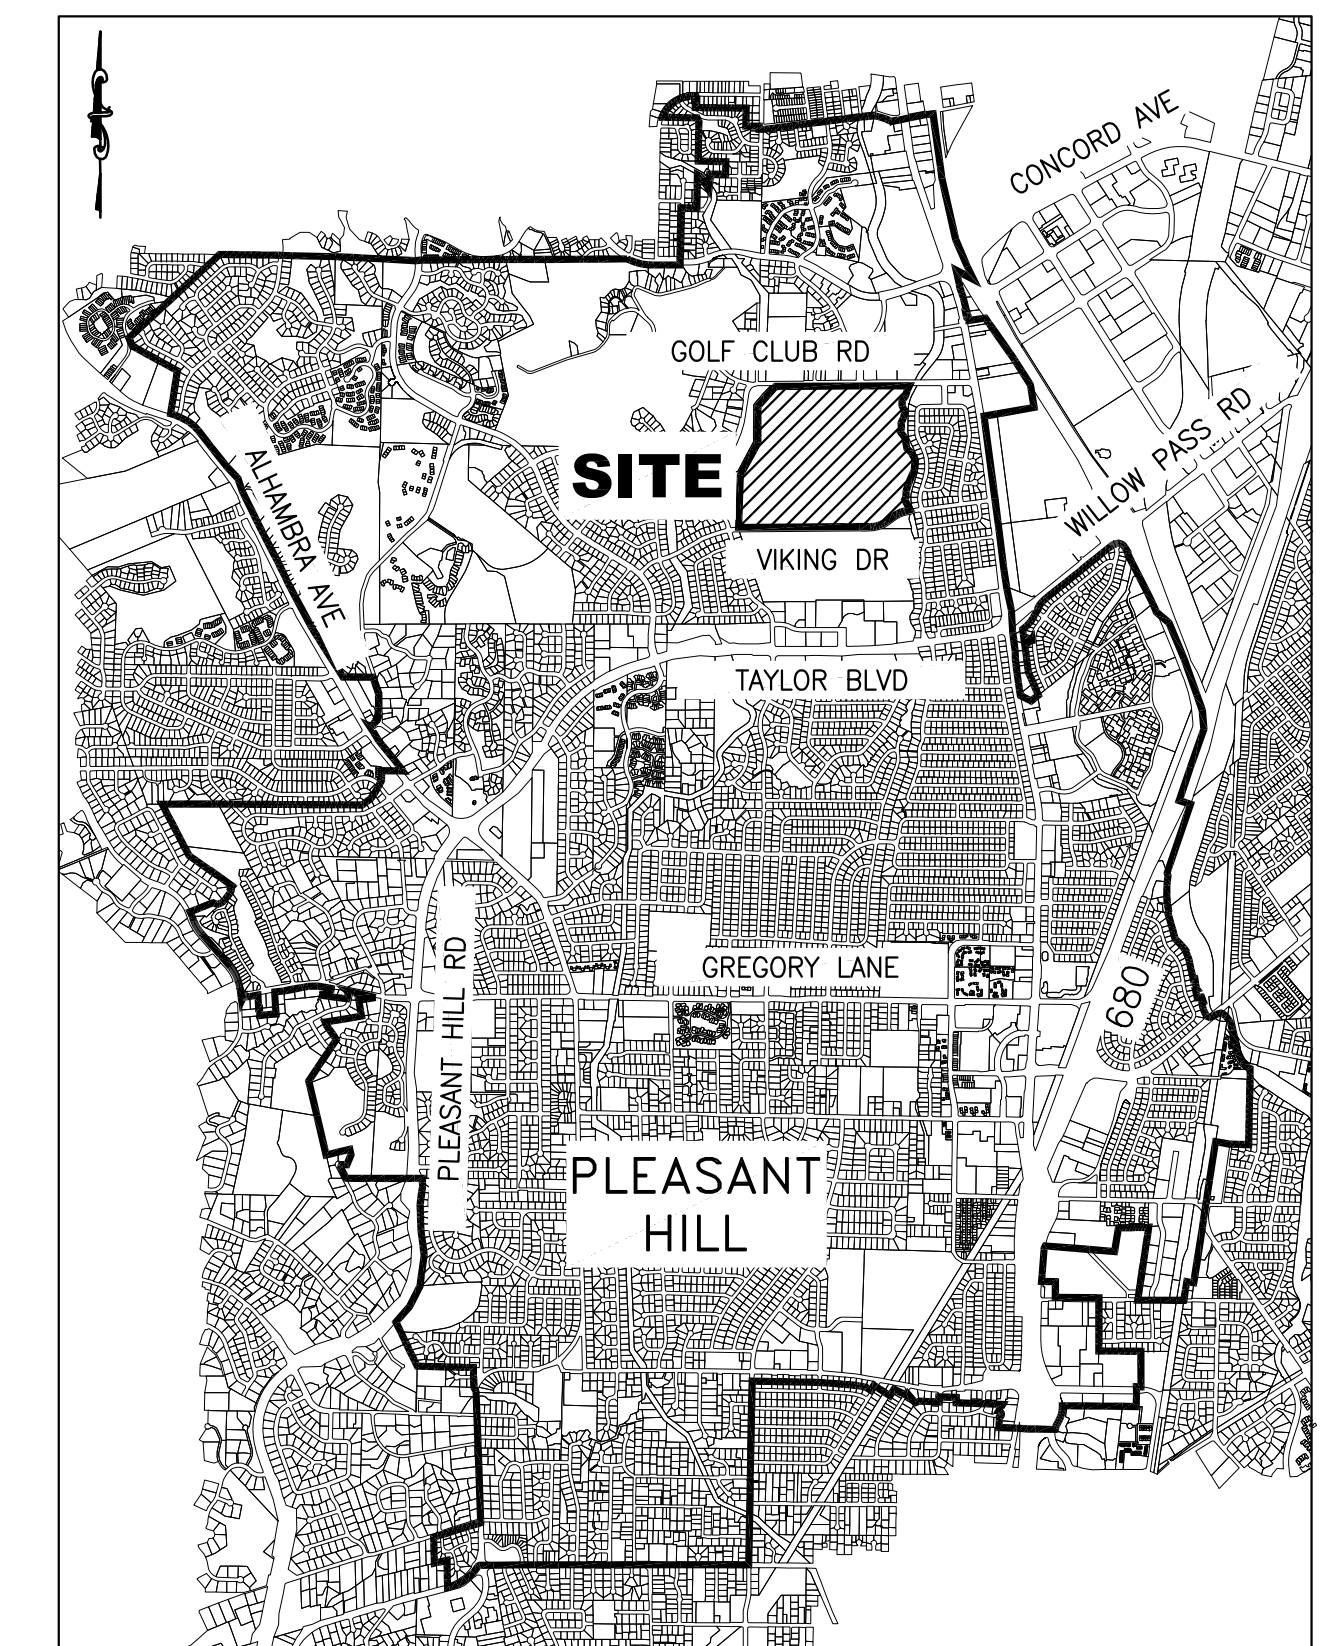 CONCORD AVE
GOLF CLUB RD
WILLOW PASS RD
SITE
ALHAMBRA AVE
VIKING DR
TAYLOR BLVD
GREGORY LANE
PLEASANT HILL RD
680
PLEASANT
HILL